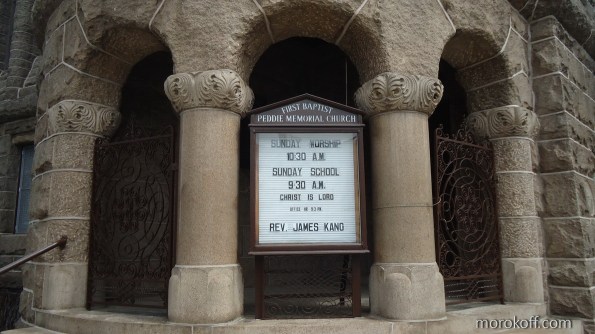 FIRST BAPTIST
PEDDIE MEMORIAL CHURCH
SUNDAY WORSHIP
10:30 A.M.
SUNDAY SCHOOL
9:30 A.M.
CHRIST IS LORD
REV. JAMES KANO
morokoff.com